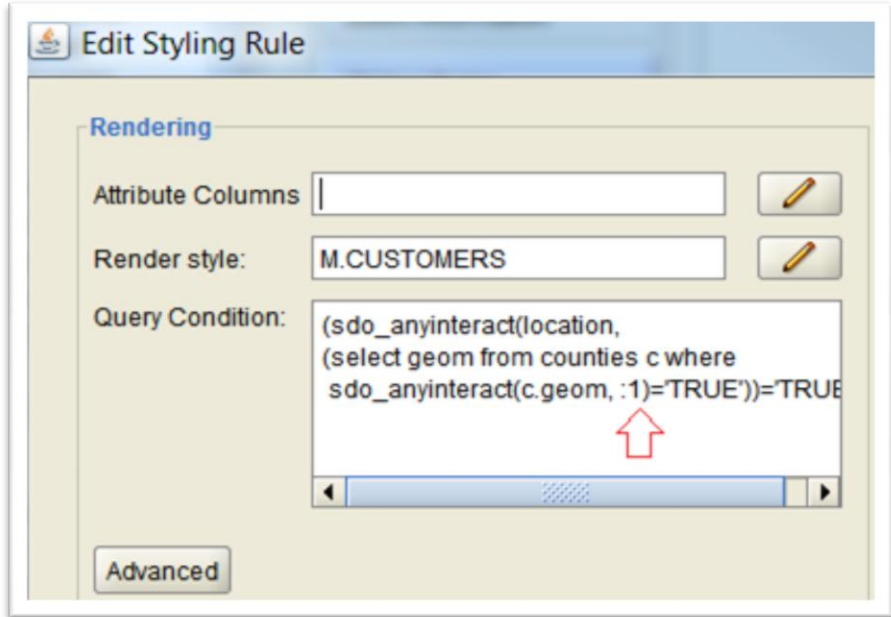 Edit Styling Rule
Rendering
Attribute Columns
Render style: M.CUSTOMERS
Query Condition: (sdo_anyinteract(location,
(select geom from counties c where
sdo_anyinteract(c.geom, :1)='TRUE'))='TRUE
Advanced